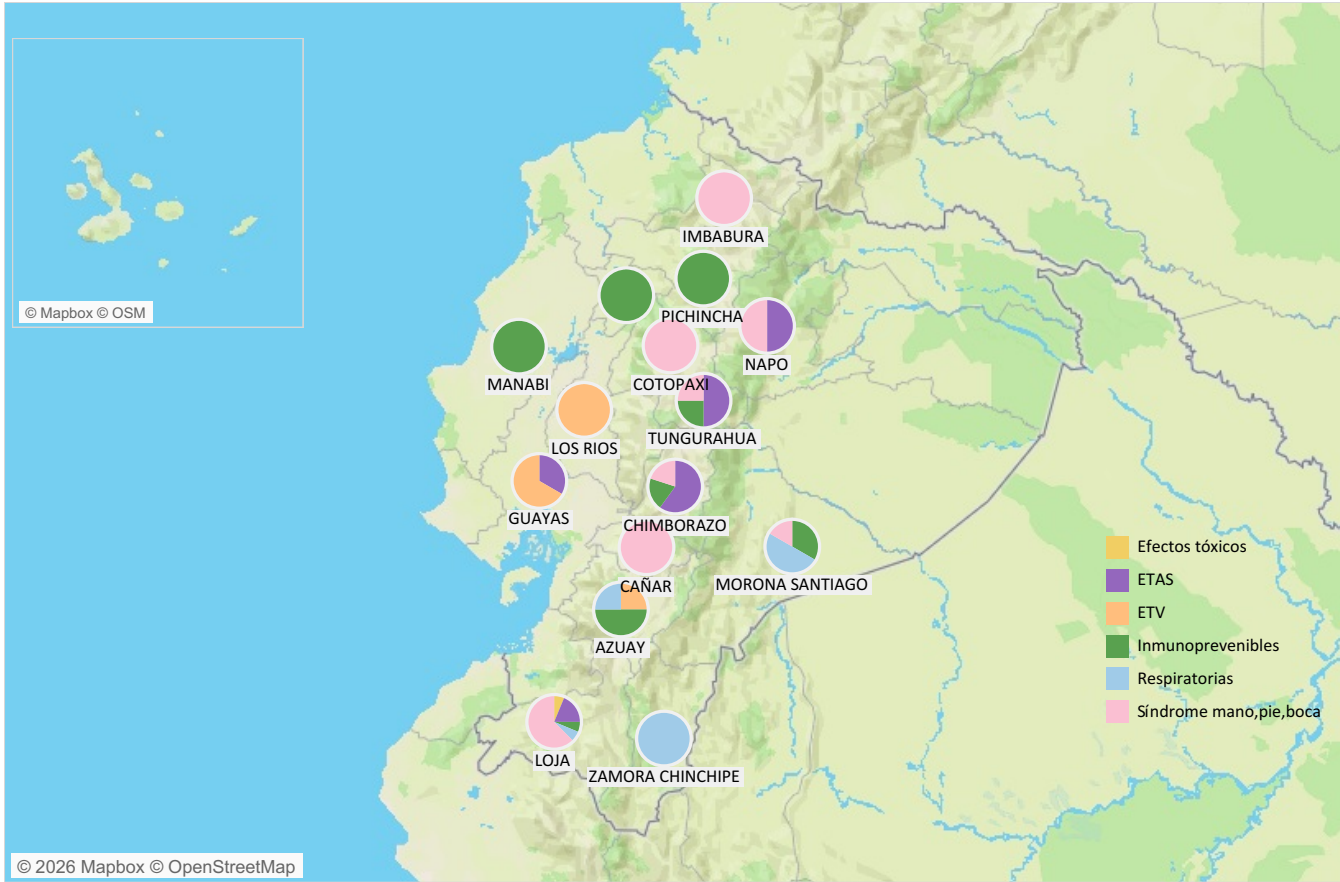 © Mapbox © OSM
IMBABURA
PICHINCHA
NAPO
MANABI
COTOPAXI
TUNGURAHUA
LOS RIOS
GUAYAS
CHIMBORAZO
CAÑAR
MORONA SANTIAGO
AZUAY
LOJA
ZAMORA CHINCHIPE
Efectos tóxicos
ETAS
ETV
Inmunoprevenibles
Respiratorias
Síndrome mano,pie,boca
© 2026 Mapbox © OpenStreetMap